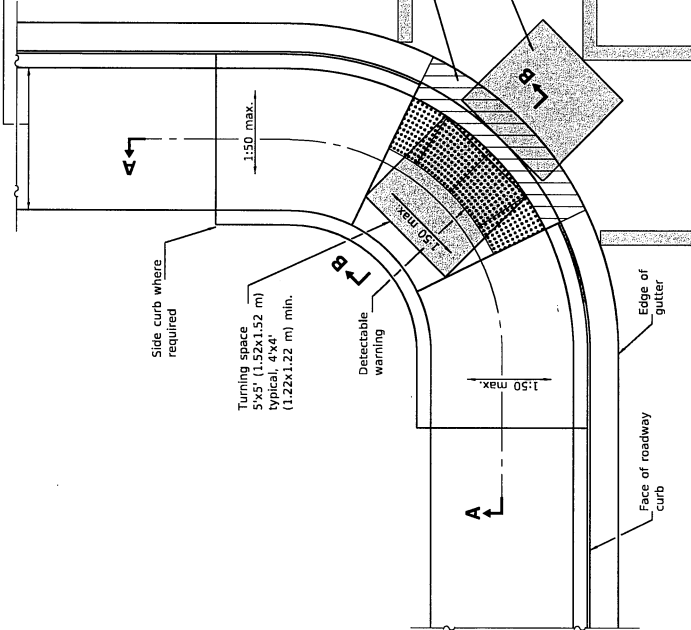 B
A
1:50 max.
1:50 max.
Side curb where
required
B
Turning space
5'x5' (1.52x1.52 m)
typical, 4'x4'
(1.22x1.22 m) min.
Detectable
warning
Edge of
gutter
1:50 max.
A
Face of roadway
curb